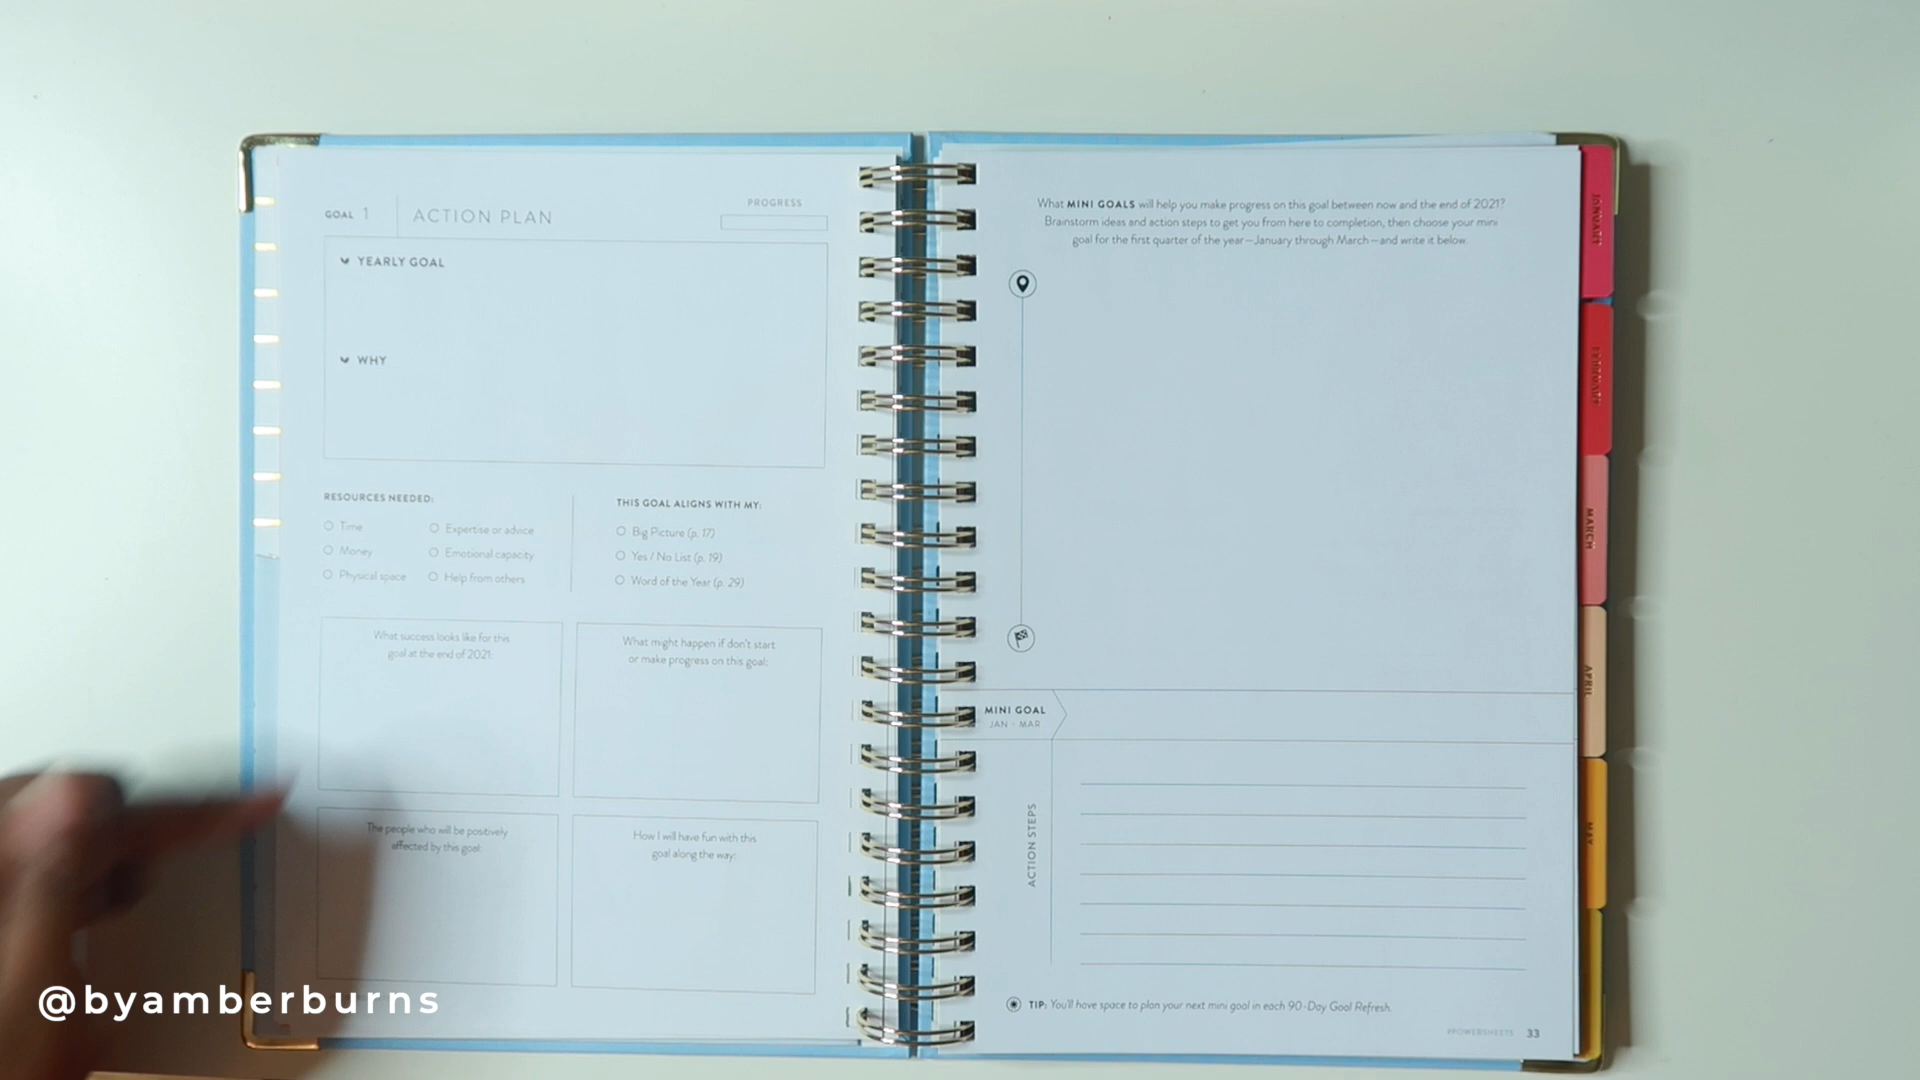 GOAL 1 ACTION PLAN
PROGRESS
YEARLY GOAL
WHY
RESOURCES NEEDED:
Time
Money
Physical space
Expertise or advice
Emotional capacity
Help from others
THIS GOAL ALIGNS WITH MY:
Big Picture (p. 17)
Yes / No List (p. 19)
Word of the Year (p. 29)
What success looks like for this
goal at the end of 2021:
What might happen if don't start
or make progress on this goal:
The people who will be positively
affected by this goal:
How I will have fun with this
goal along the way:
What MINI GOALS will help you make progress on this goal between now and the end of 2021?
Brainstorm ideas and action steps to get you from here to completion, then choose your mini
goal for the first quarter of the year—January through March—and write it below.
MINI GOAL
JAN - MAR
ACTION STEPS
TIP: You'll have space to plan your next mini goal in each 90-Day Goal Refresh.
#POWERSHEETS 33
JANUARY
FEBRUARY
MARCH
APRIL
MAY
@byamberburns